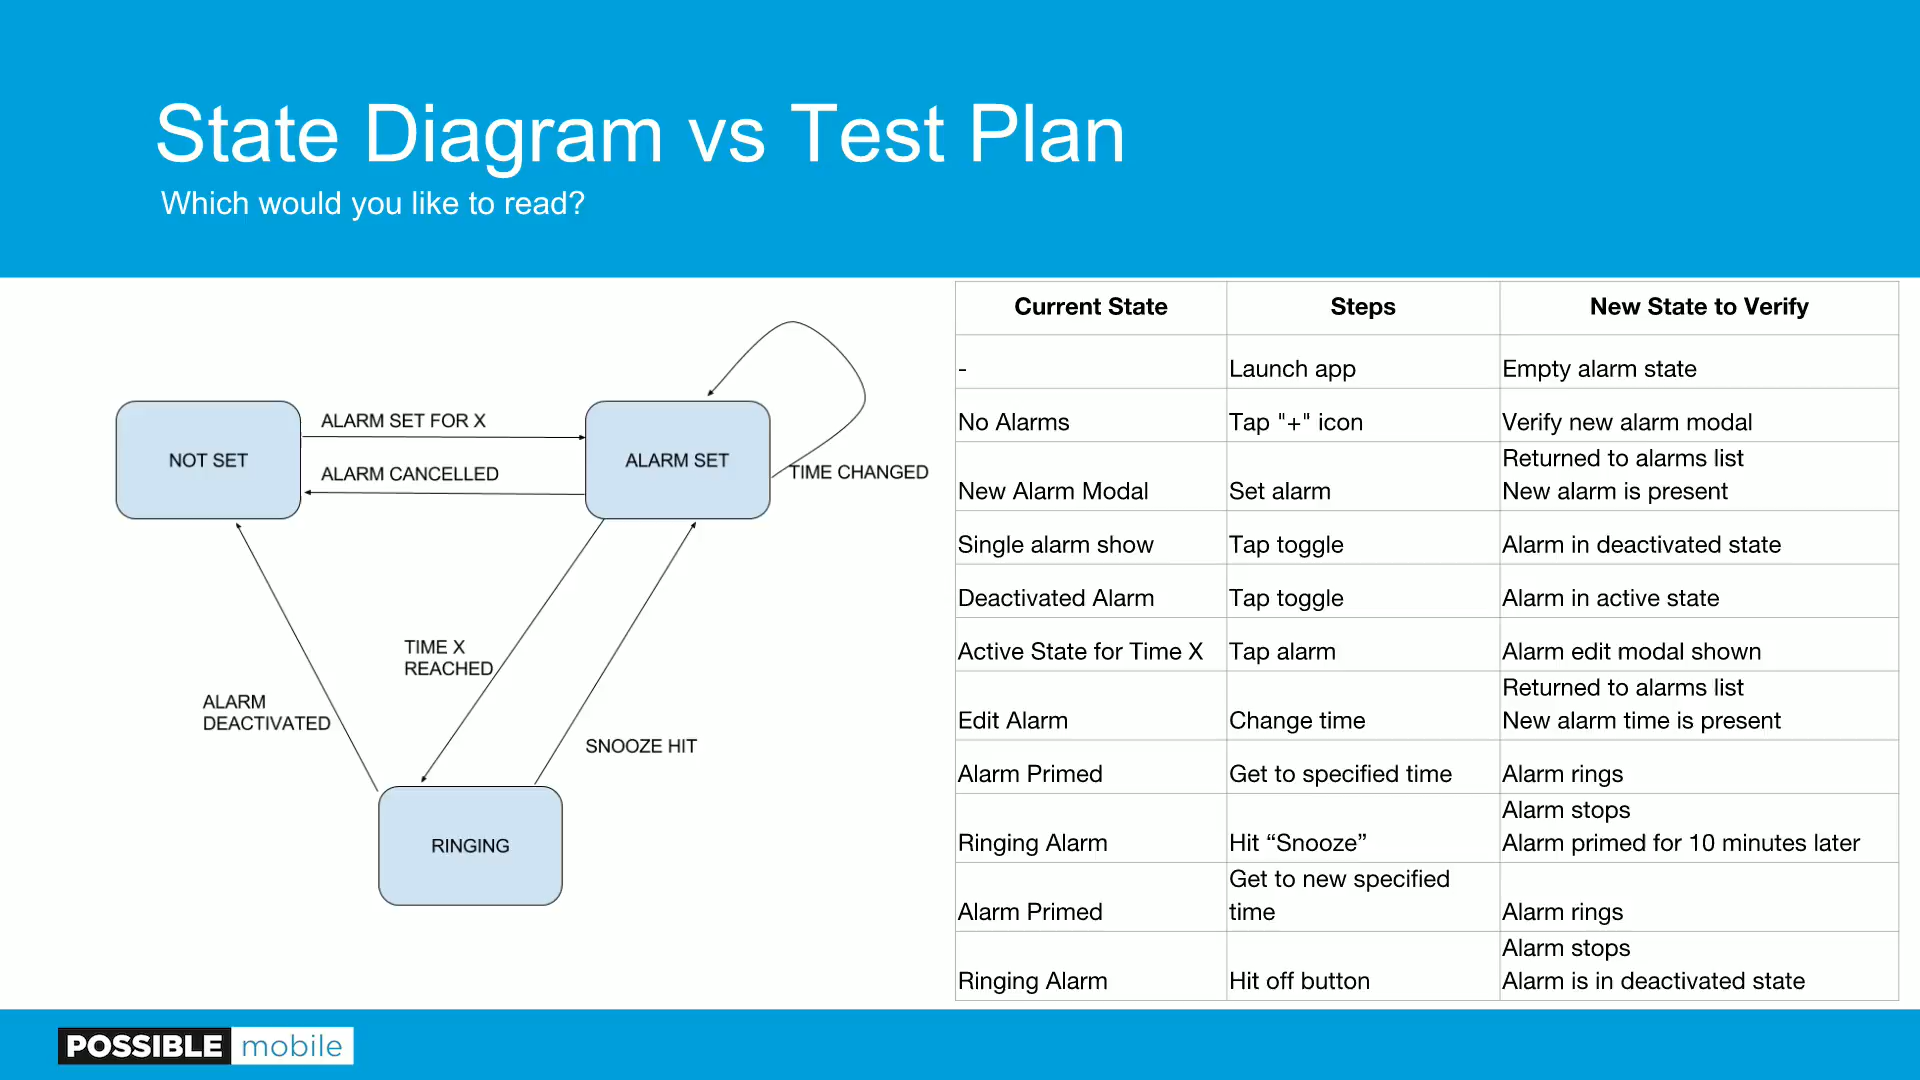 State Diagram vs Test Plan
Which would you like to read?
NOT SET
ALARM SET FOR X
ALARM CANCELLED
ALARM SET
TIME CHANGED
TIME X
REACHED
ALARM
DEACTIVATED
SNOOZE HIT
RINGING
Current State Steps New State to Verify
- Launch app Empty alarm state
No Alarms Tap "+" icon Verify new alarm modal
Returned to alarms list
New Alarm Modal Set alarm New alarm is present
Single alarm show Tap toggle Alarm in deactivated state
Deactivated Alarm Tap toggle Alarm in active state
Active State for Time X Tap alarm Alarm edit modal shown
Returned to alarms list
Edit Alarm Change time New alarm time is present
Alarm Primed Get to specified time Alarm rings
Alarm stops
Ringing Alarm Hit “Snooze” Alarm primed for 10 minutes later
Get to new specified
Alarm Primed time Alarm rings
Alarm stops
Ringing Alarm Hit off button Alarm is in deactivated state
POSSIBLE mobile